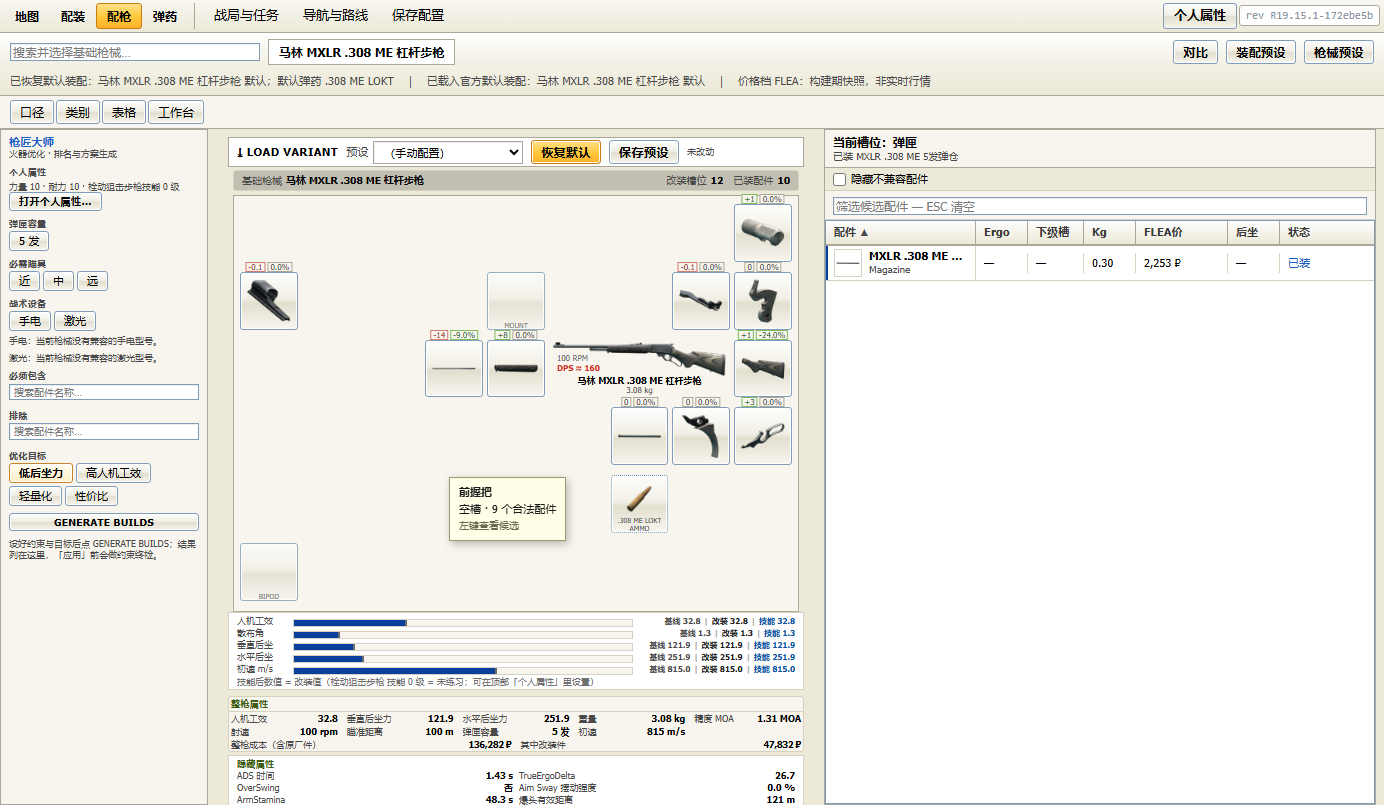 地图 配装 配枪 弹药 战局与任务 导航与路线 保存配置 个人属性 rev R19.15.1-172ebe5b
搜索并选择基础枪械… 马林 MXLR .308 ME 杠杆步枪 对比 装配预设 枪械预设
已恢复默认装配：马林 MXLR .308 ME 杠杆步枪 默认；默认弹药 .308 ME LOKT | 已载入官方默认装配：马林 MXLR .308 ME 杠杆步枪 默认 | 价格档 FLEA：构建期快照，非实时行情
口径 类别 表格 工作台
枪匠大师
火器优化・排名与方案生成
个人属性
力量 10・耐力 10・栓动狙击步枪技能 0 级
打开个人属性…
弹匣容量
5 发
必需瞄具
近 中 远
战术设备
手电 激光
手电：当前枪械没有兼容的手电型号。
激光：当前枪械没有兼容的激光型号。
必须包含
搜索配件名称…
排除
搜索配件名称…
优化目标
低后坐力 高人机工效
轻量化 性价比
GENERATE BUILDS
设好约束与目标后点 GENERATE BUILDS；结果
列在这里，「应用」前会做约束终检。
⤓ LOAD VARIANT 预设 (手动配置) 恢复默认 保存预设 未改动
基础枪械 马林 MXLR .308 ME 杠杆步枪 改装槽位 12 已装配件 10
+1 0.0%
-0.1 0.0% -0.1 0.0% 0 0.0%
MOUNT
-14 -9.0% +8 0.0% +1 -24.0%
100 RPM
DPS ≈ 160
马林 MXLR .308 ME 杠杆步枪
3.08 kg
0 0.0% 0 0.0% +3 0.0%
前握把
空槽・9 个合法配件
左键查看候选
.308 ME LOKT
AMMO
BIPOD
人机工效 基线 32.8 | 改装 32.8 | 技能 32.8
散布角 基线 1.3 | 改装 1.3 | 技能 1.3
垂直后坐 基线 121.9 | 改装 121.9 | 技能 121.9
水平后坐 基线 251.9 | 改装 251.9 | 技能 251.9
初速 m/s 基线 815.0 | 改装 815.0 | 技能 815.0
技能后数值 = 改装值（栓动狙击步枪 技能 0 级 = 未练习；可在顶部「个人属性」里设置）
整枪属性
人机工效 32.8 垂直后坐力 121.9 水平后坐力 251.9 重量 3.08 kg 精度 MOA 1.31 MOA
射速 100 rpm 瞄准距离 100 m 弹匣容量 5 发 初速 815 m/s
整枪成本（含原厂件） 136,282 ₽ 其中改装件 47,832 ₽
隐藏属性
ADS 时间 1.43 s TrueErgoDelta 26.7
OverSwing 否 Aim Sway 摆动强度 0.0 %
ArmStamina 48.3 s 爆头有效距离 121 m
当前槽位：弹匣
已装 MXLR .308 ME 5发弹仓
隐藏不兼容配件
筛选候选配件 — ESC 清空
配件 ▲ Ergo 下级槽 Kg FLEA价 后坐 状态
MXLR .308 ME … — — 0.30 2,253 ₽ — 已装
Magazine